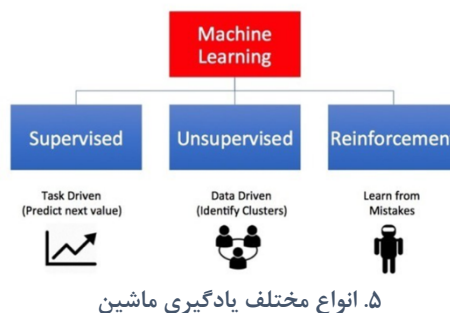 Machine
Learning
Supervised
Unsupervised
Reinforcemen
Task Driven
(Predict next value)
Data Driven
(Identify Clusters)
Learn from
Mistakes
۵. انواع مختلف یادگیری ماشین